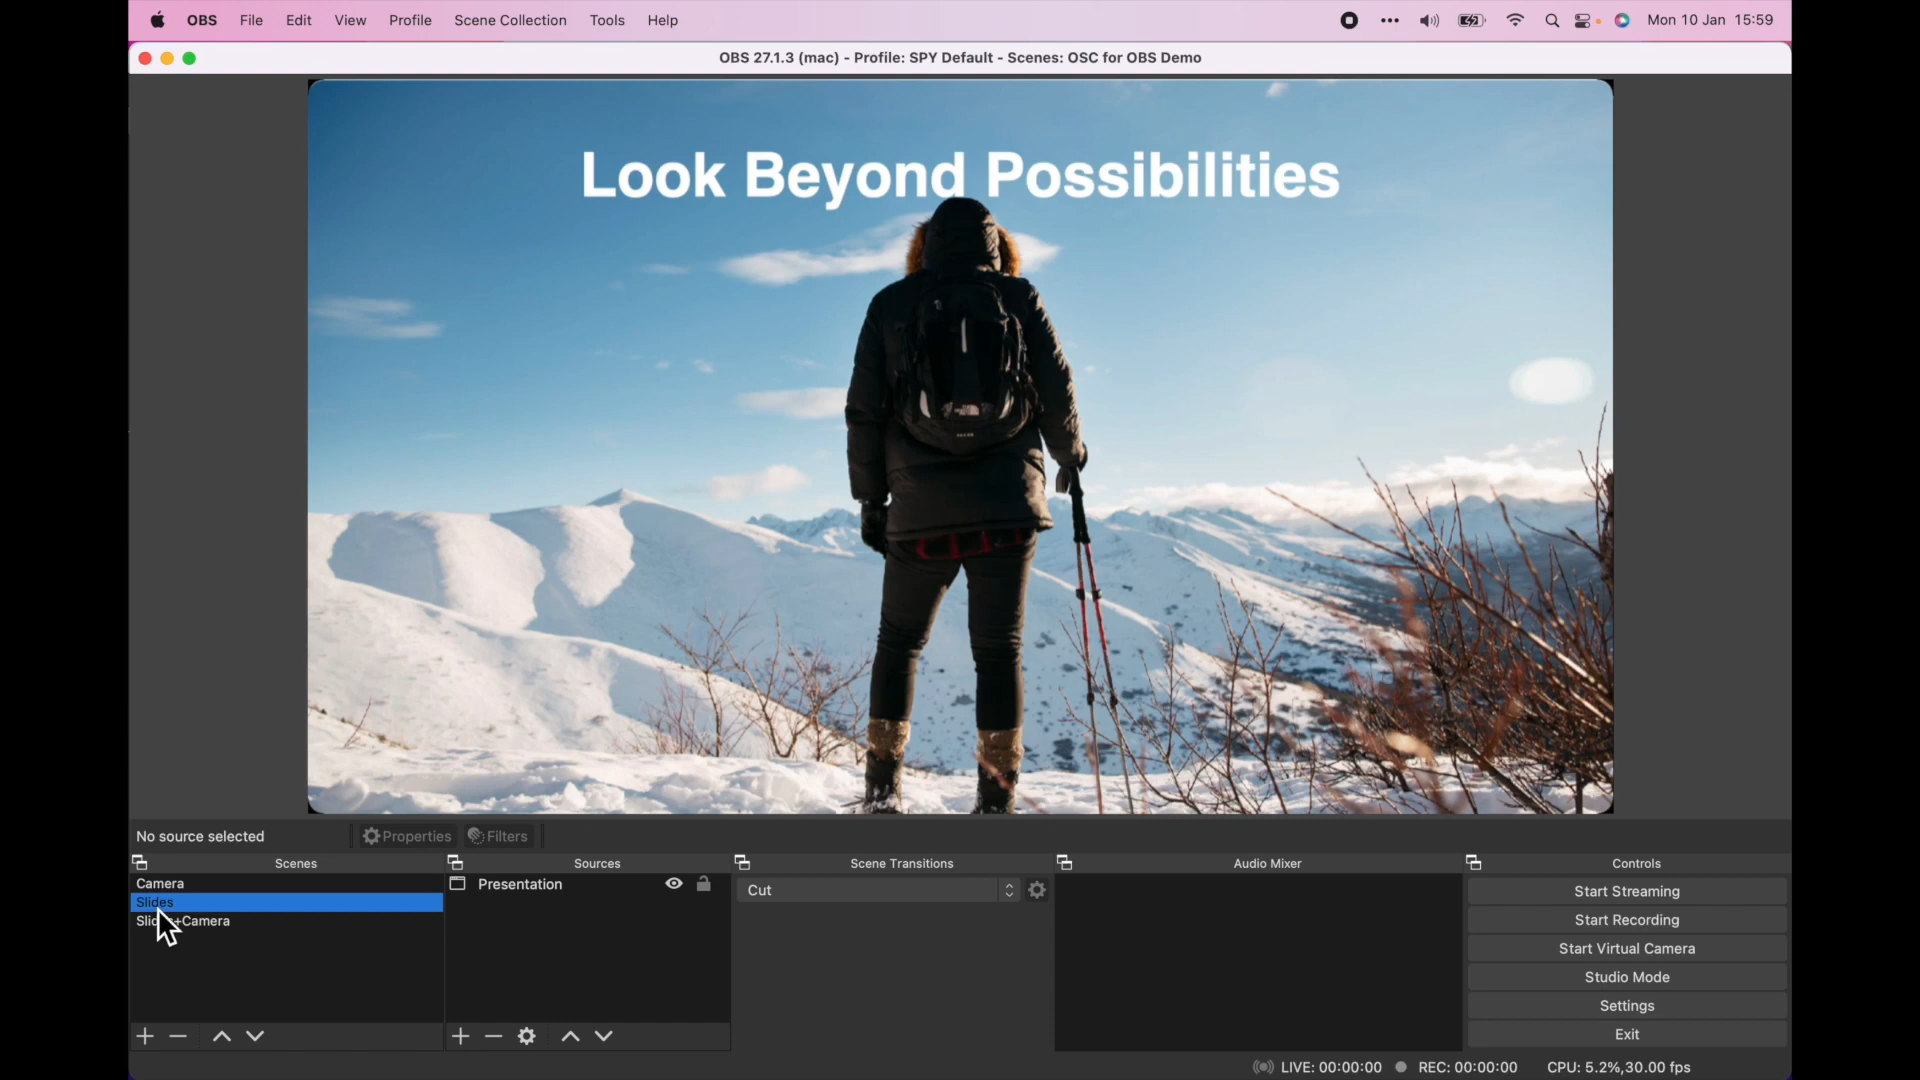 OBS File Edit View Profile Scene Collection Tools Help Mon 10 Jan 15:59
OBS 27.1.3 (mac) - Profile: SPY Default - Scenes: OSC for OBS Demo
Look Beyond Possibilities
No source selected Properties Filters
Scenes Sources Scene Transitions Audio Mixer Controls
Camera Presentation Cut Start Streaming
Slides Start Recording
+Camera Start Virtual Camera
Studio Mode
Settings
Exit
LIVE: 00:00:00 REC: 00:00:00 CPU: 5.2%,30.00 fps